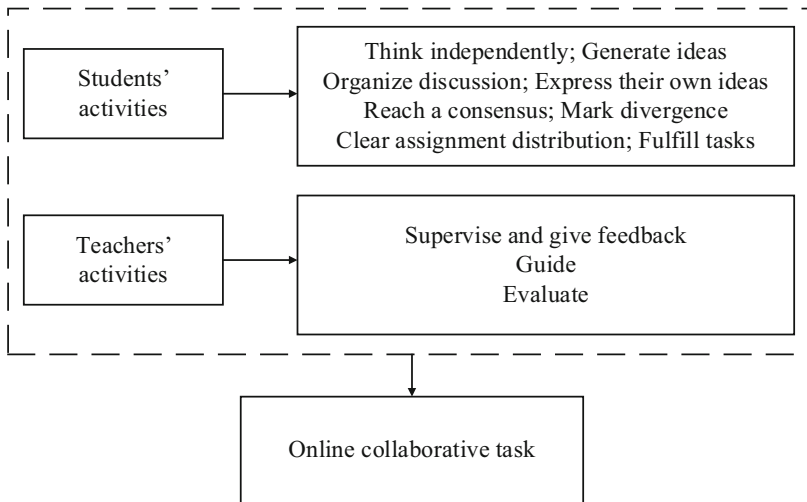 Students’
activities
Think independently; Generate ideas
Organize discussion; Express their own ideas
Reach a consensus; Mark divergence
Clear assignment distribution; Fulfill tasks
Teachers’
activities
Supervise and give feedback
Guide
Evaluate
Online collaborative task